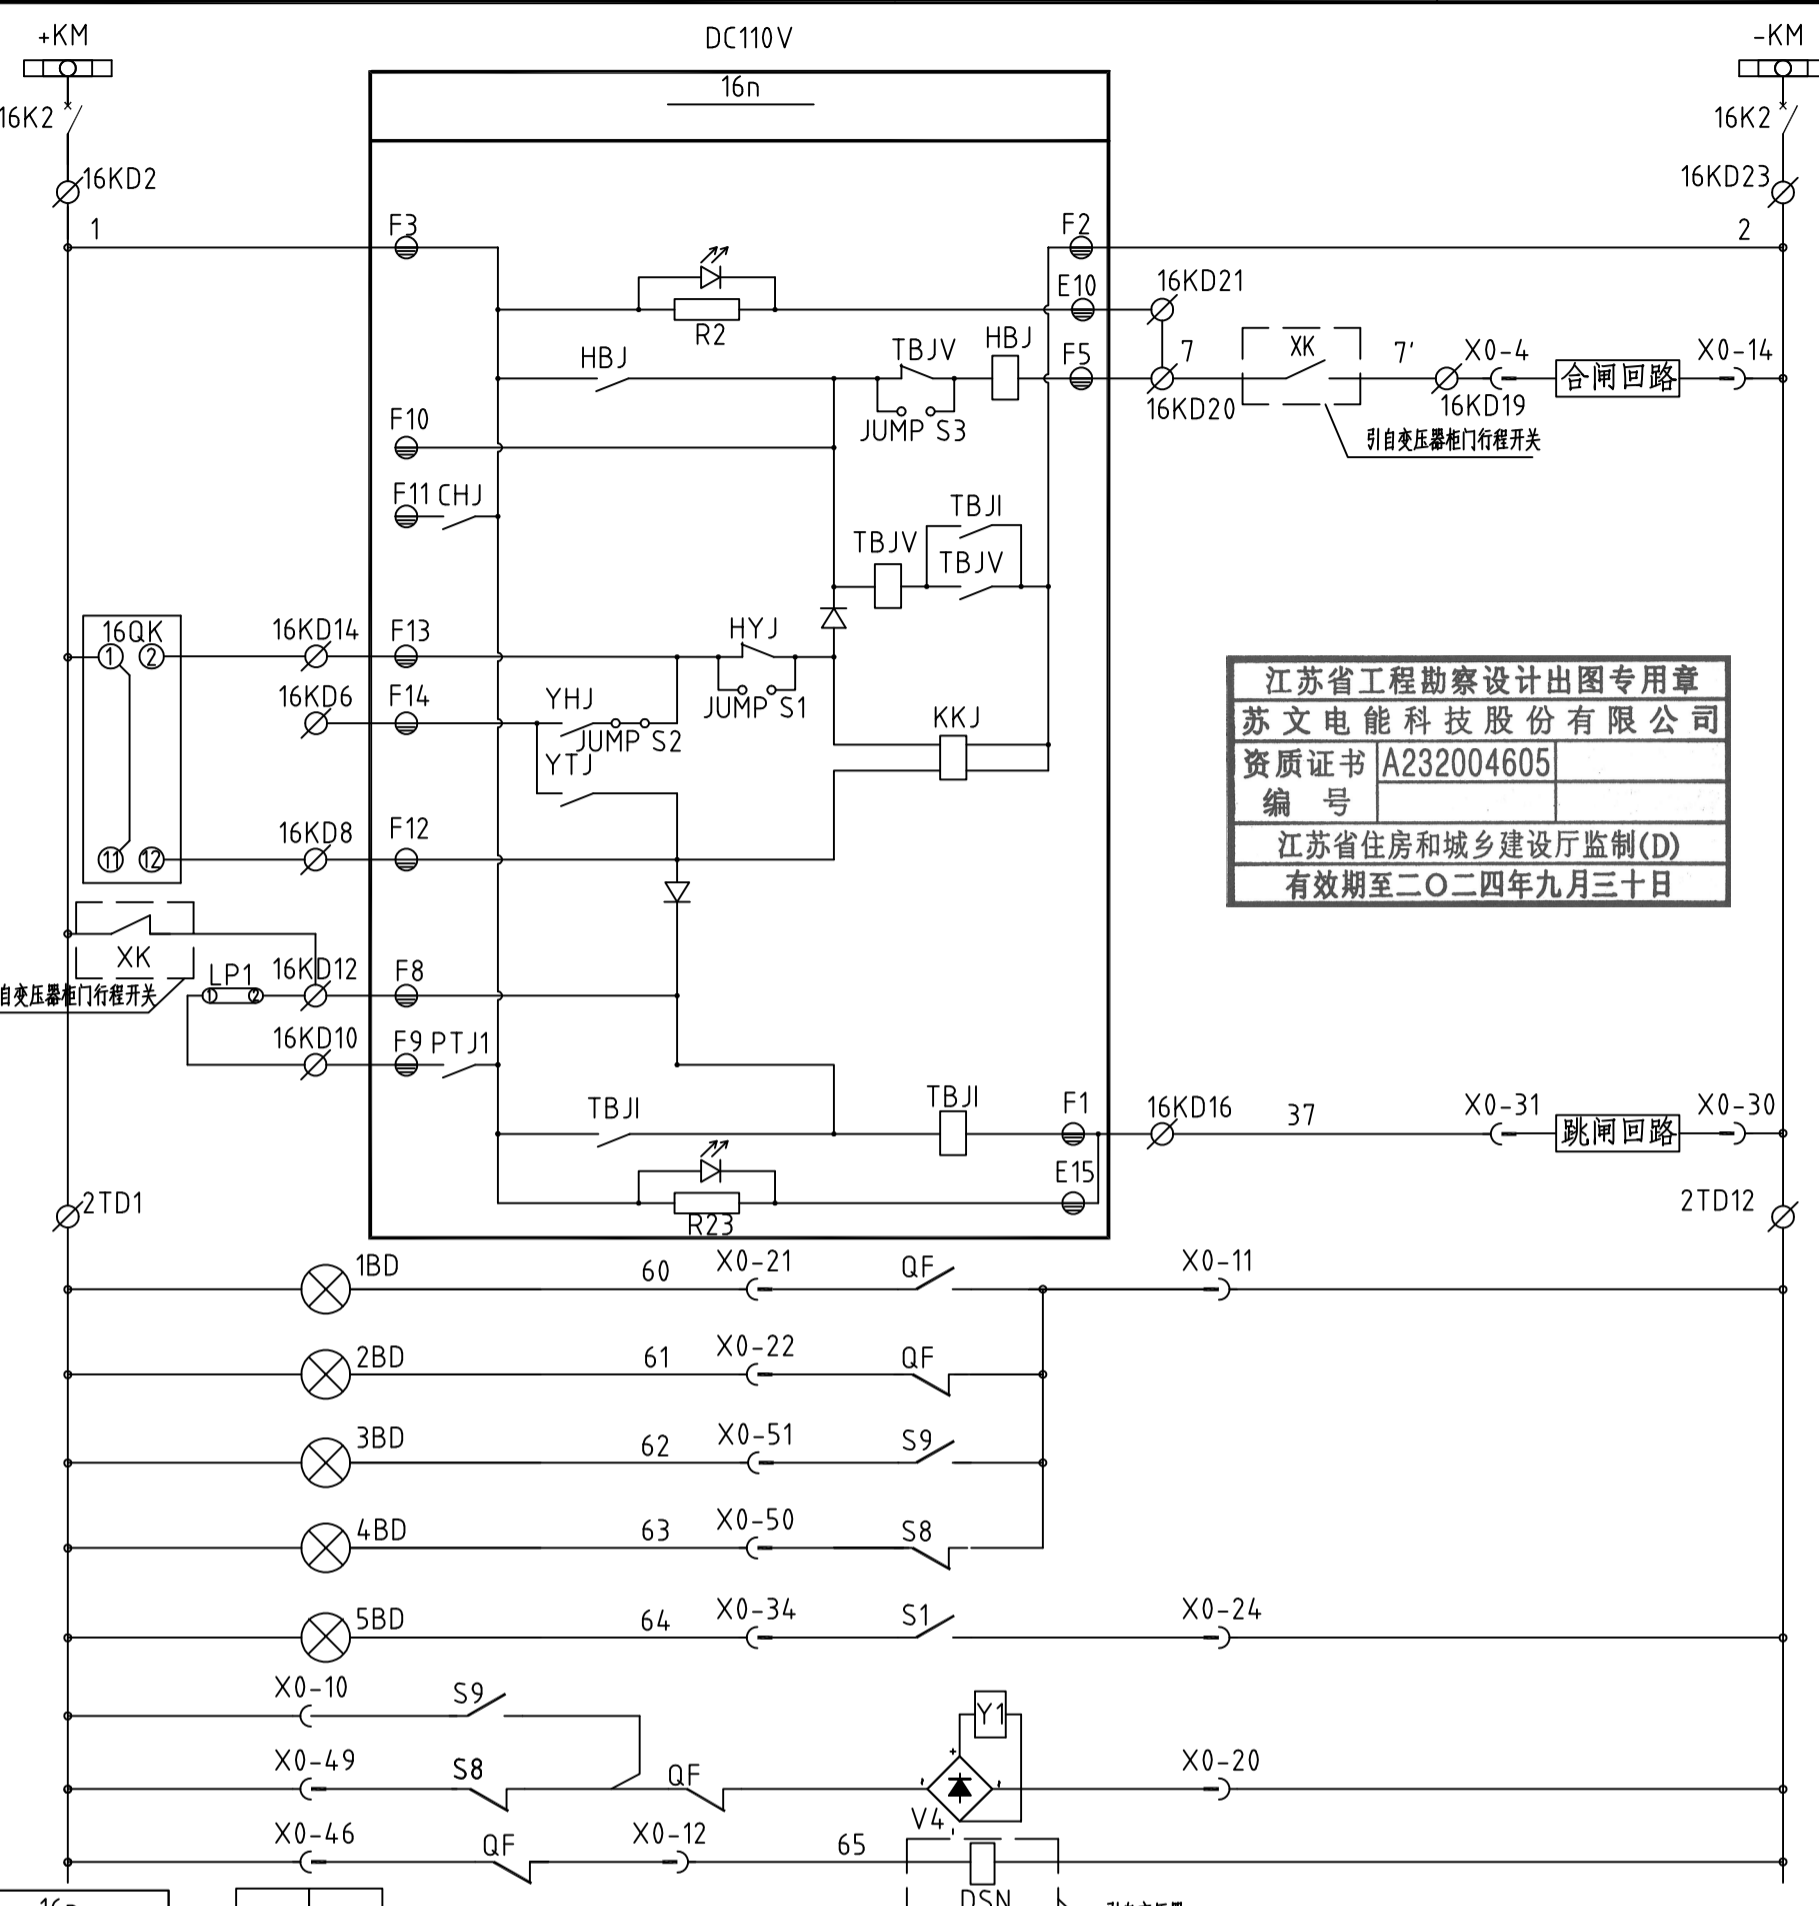 +KM
DC110V
-KM
16n
16K2
16K2
16KD2
16KD23
1
F3
F2
2
E10
16KD21
R2
HBJ
TBJV
HBJ
F5
7
XK
7'
X0-4
合闸回路
X0-14
16KD20
16KD19
JUMP S3
引自变压器柜门行程开关
F10
F11 CHJ
TBJI
TBJV
TBJV
16QK
1
2
16KD14
F13
HYJ
JUMP S1
16KD6
F14
YHJ
JUMP S2
KKJ
YTJ
11
12
16KD8
F12
江苏省工程勘察设计出图专用章
苏文电能科技股份有限公司
资质证书
编 号
A232004605
江苏省住房和城乡建设厅监制(D)
有效期至二〇二四年九月三十日
XK
自变压器柜门行程开关
LP1
1
2
16KD12
F8
16KD10
F9 PTJ1
TBJI
TBJI
F1
16KD16
37
X0-31
跳闸回路
X0-30
E15
R23
2TD1
2TD12
1BD
60
X0-21
QF
X0-11
2BD
61
X0-22
QF
3BD
62
X0-51
S9
4BD
63
X0-50
S8
5BD
64
X0-34
S1
X0-24
X0-10
S9
Y1
X0-49
S8
QF
+
V4
X0-20
X0-46
QF
X0-12
65
DSN